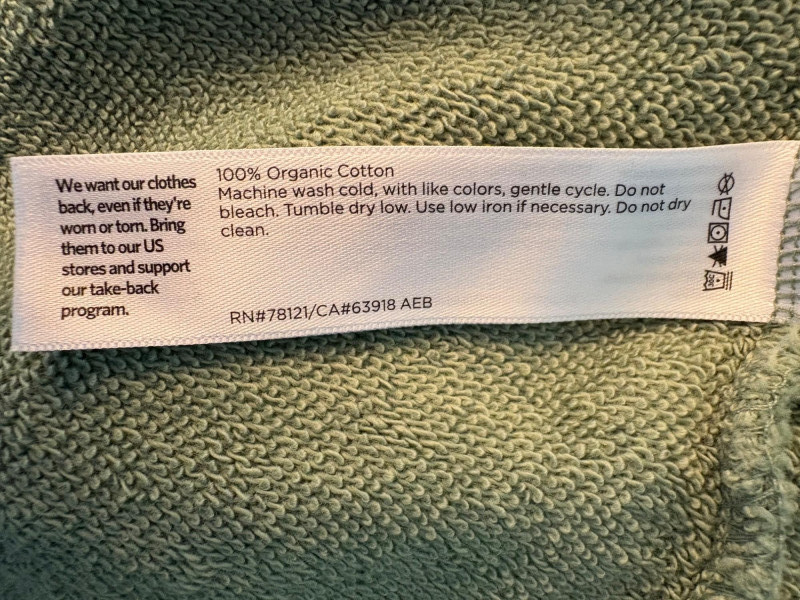 We want our clothes
back, even if they're
worn or torn. Bring
them to our US
stores and support
our take-back
program.
100% Organic Cotton
Machine wash cold, with like colors, gentle cycle. Do not
bleach. Tumble dry low. Use low iron if necessary. Do not dry
clean.
RN#78121/CA#63918 AEB